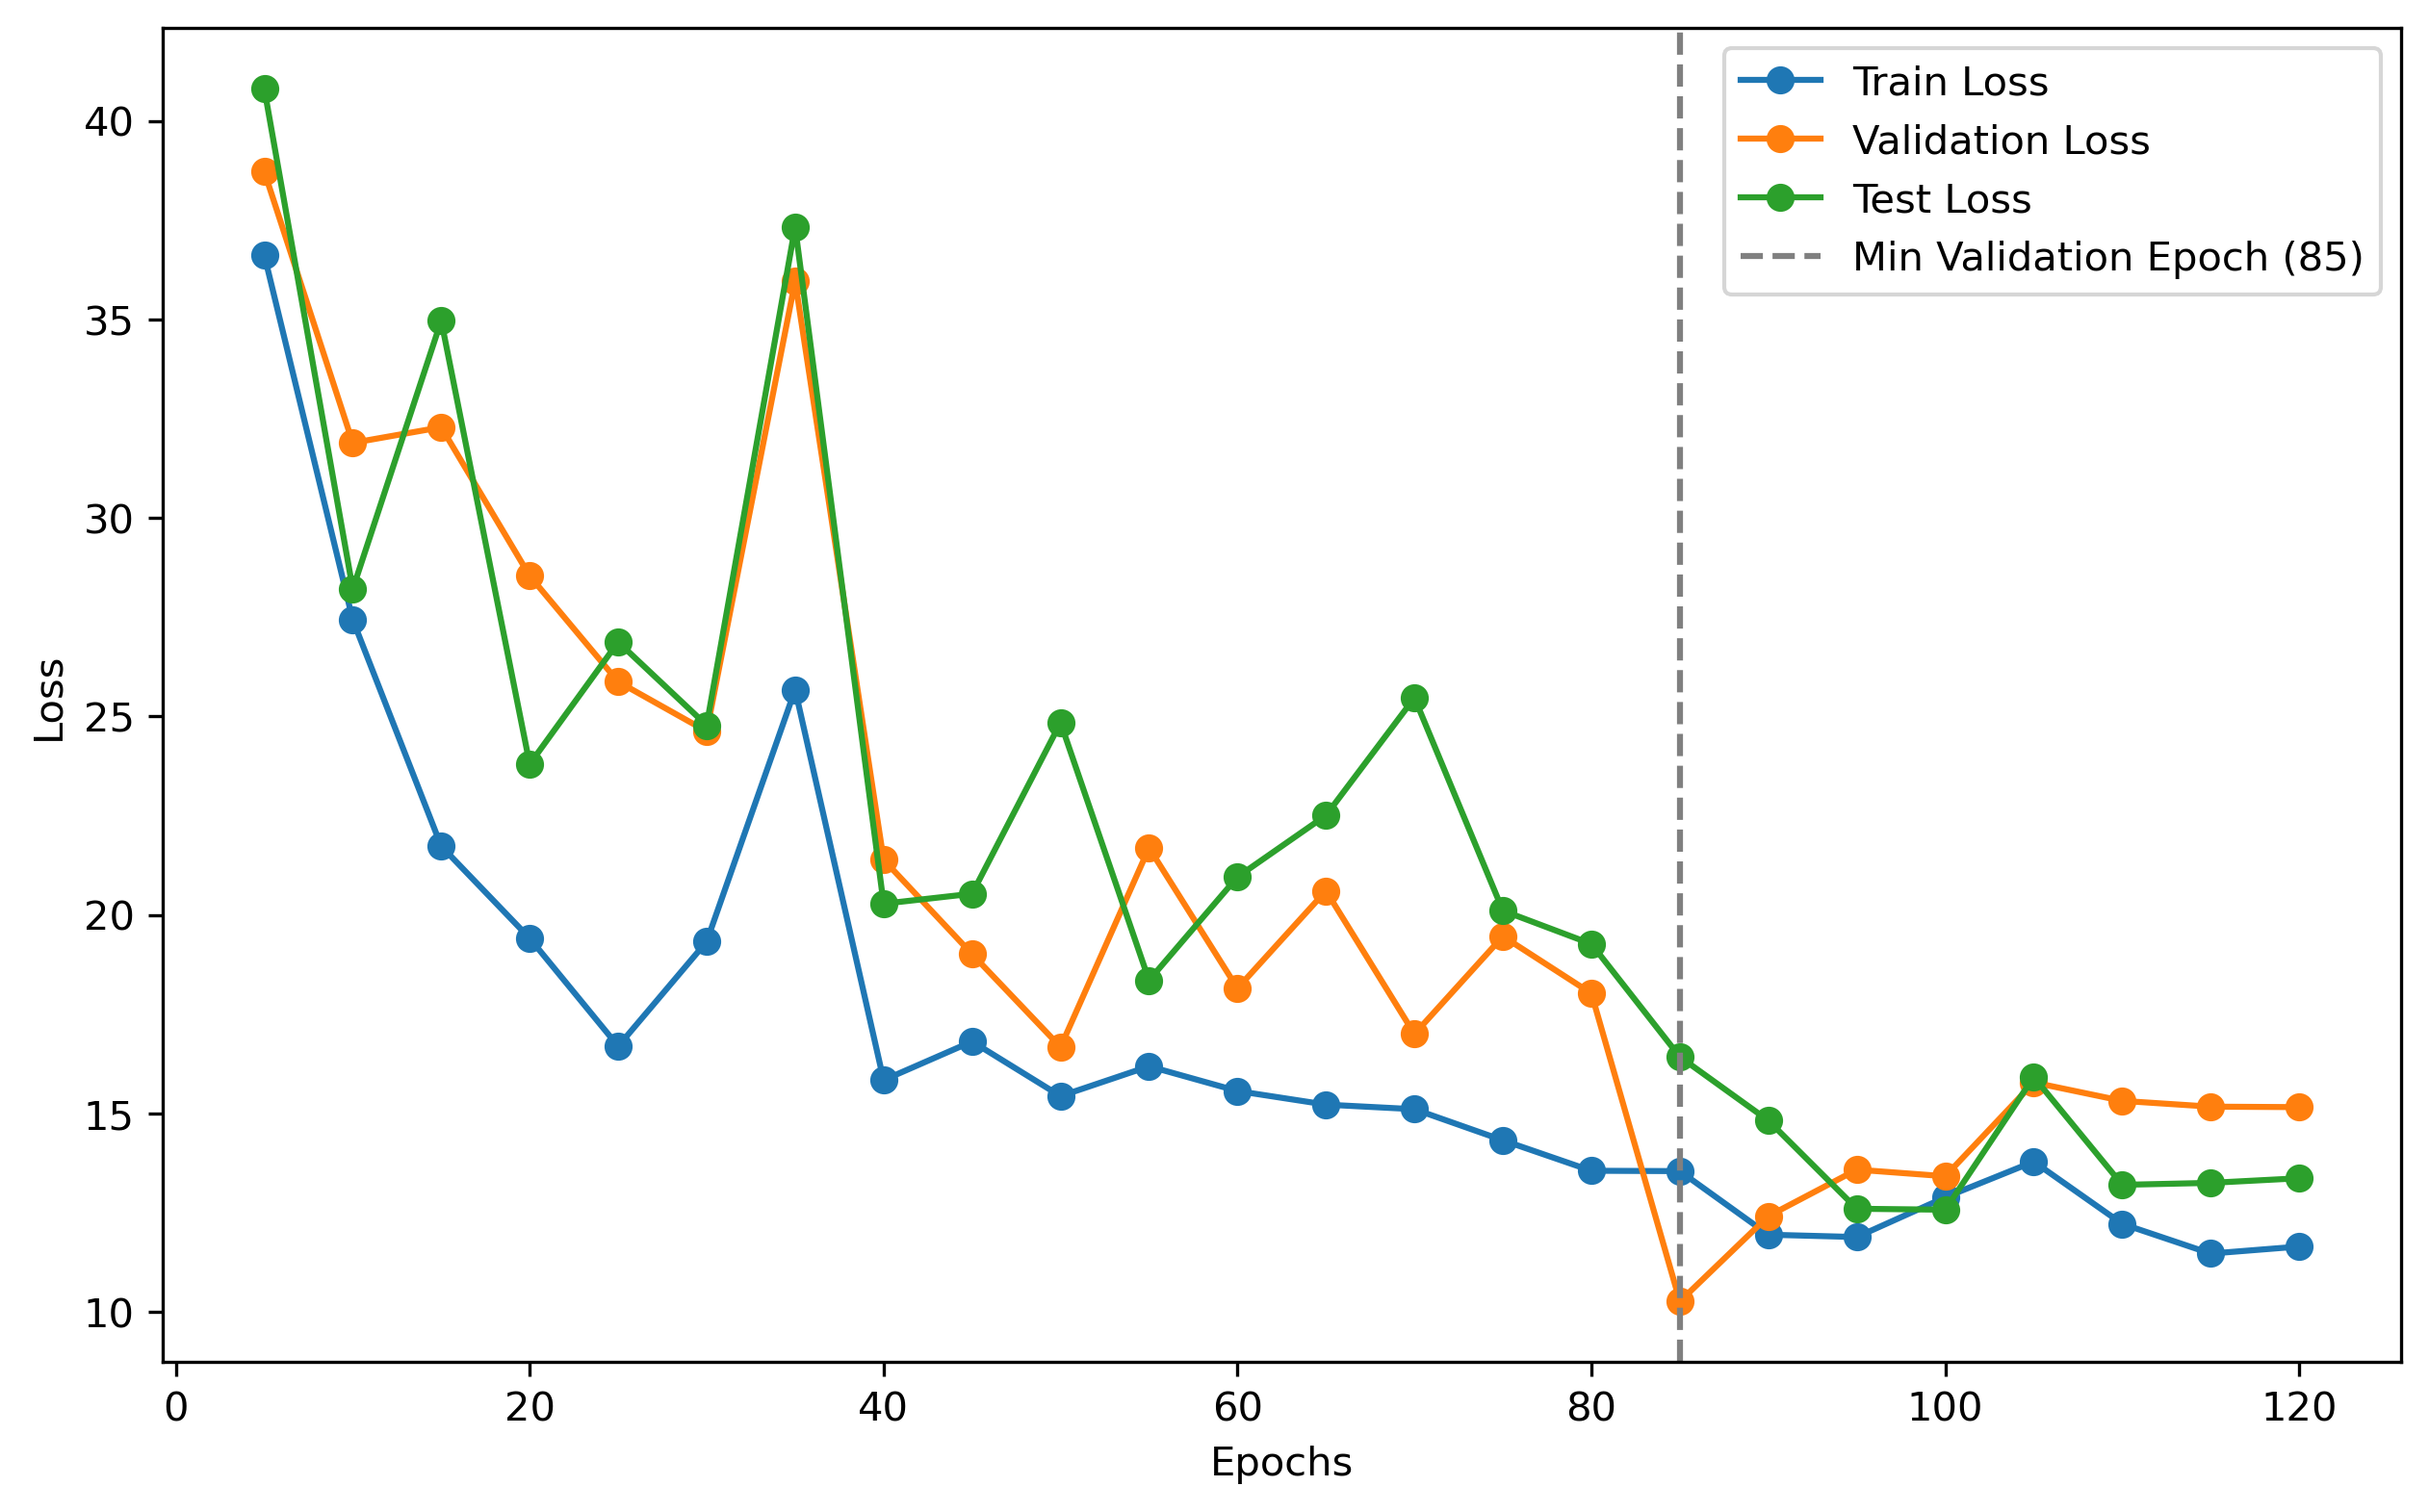 Train Loss
Validation Loss
Test Loss
Min Validation Epoch (85)
40
35
30
25
20
15
10
Loss
0 20 40 60 80 100 120
Epochs